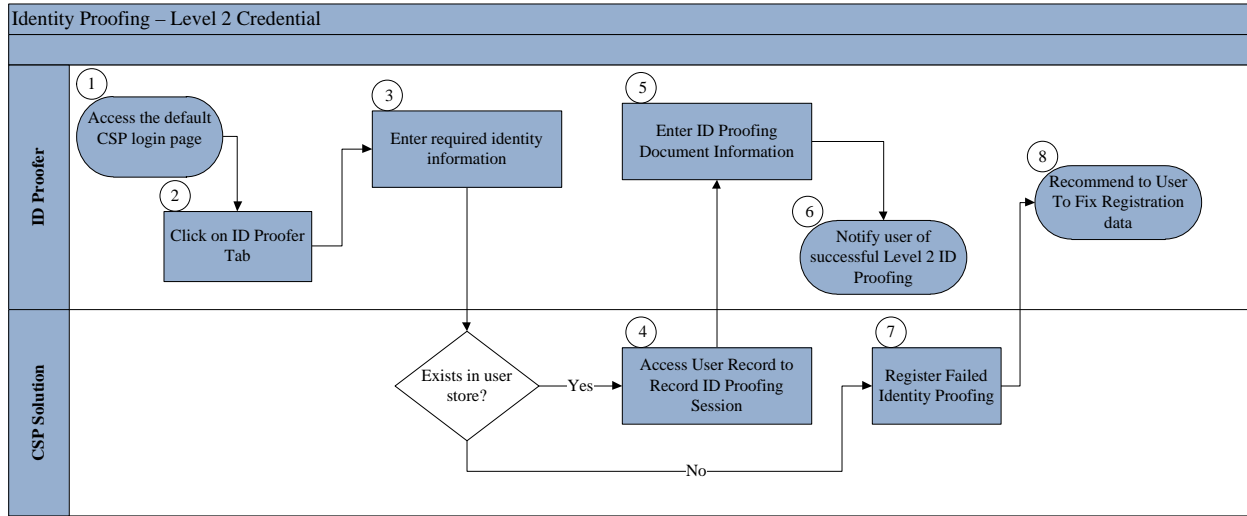 Identity Proofing – Level 2 Credential
ID Proofer
1
Access the default
CSP login page
2
Click on ID Proofer
Tab
3
Enter required identity
information
5
Enter ID Proofing
Document Information
6
Notify user of
successful Level 2 ID
Proofing
8
Recommend to User
To Fix Registration
data
CSP Solution
Exists in user
store?
Yes
No
4
Access User Record to
Record ID Proofing
Session
7
Register Failed
Identity Proofing